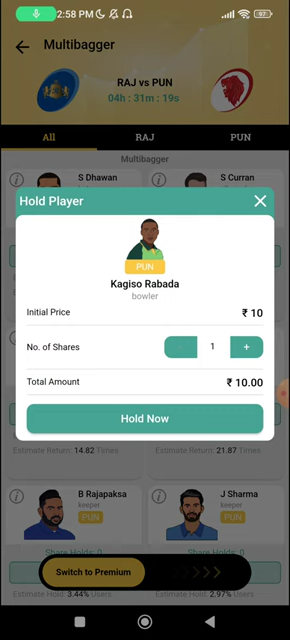 2:58 PM
97
Multibagger
RAJ vs PUN
04h : 31m : 19s
All RAJ PUN
Multibagger
S Dhawan S Curran
Hold Player
PUN
Kagiso Rabada
bowler
Initial Price ₹ 10
No. of Shares - 1 +
Total Amount ₹ 10.00
Hold Now
Estimate Return: 14.82 Times Estimate Return: 21.87 Times
B Rajapaksa J Sharma
keeper keeper
PUN PUN
Share Holds: 0 Share Holds: 0
Switch to Premium
Estimate Hold: 3.44% Users Estimate Hold: 2.97% Users